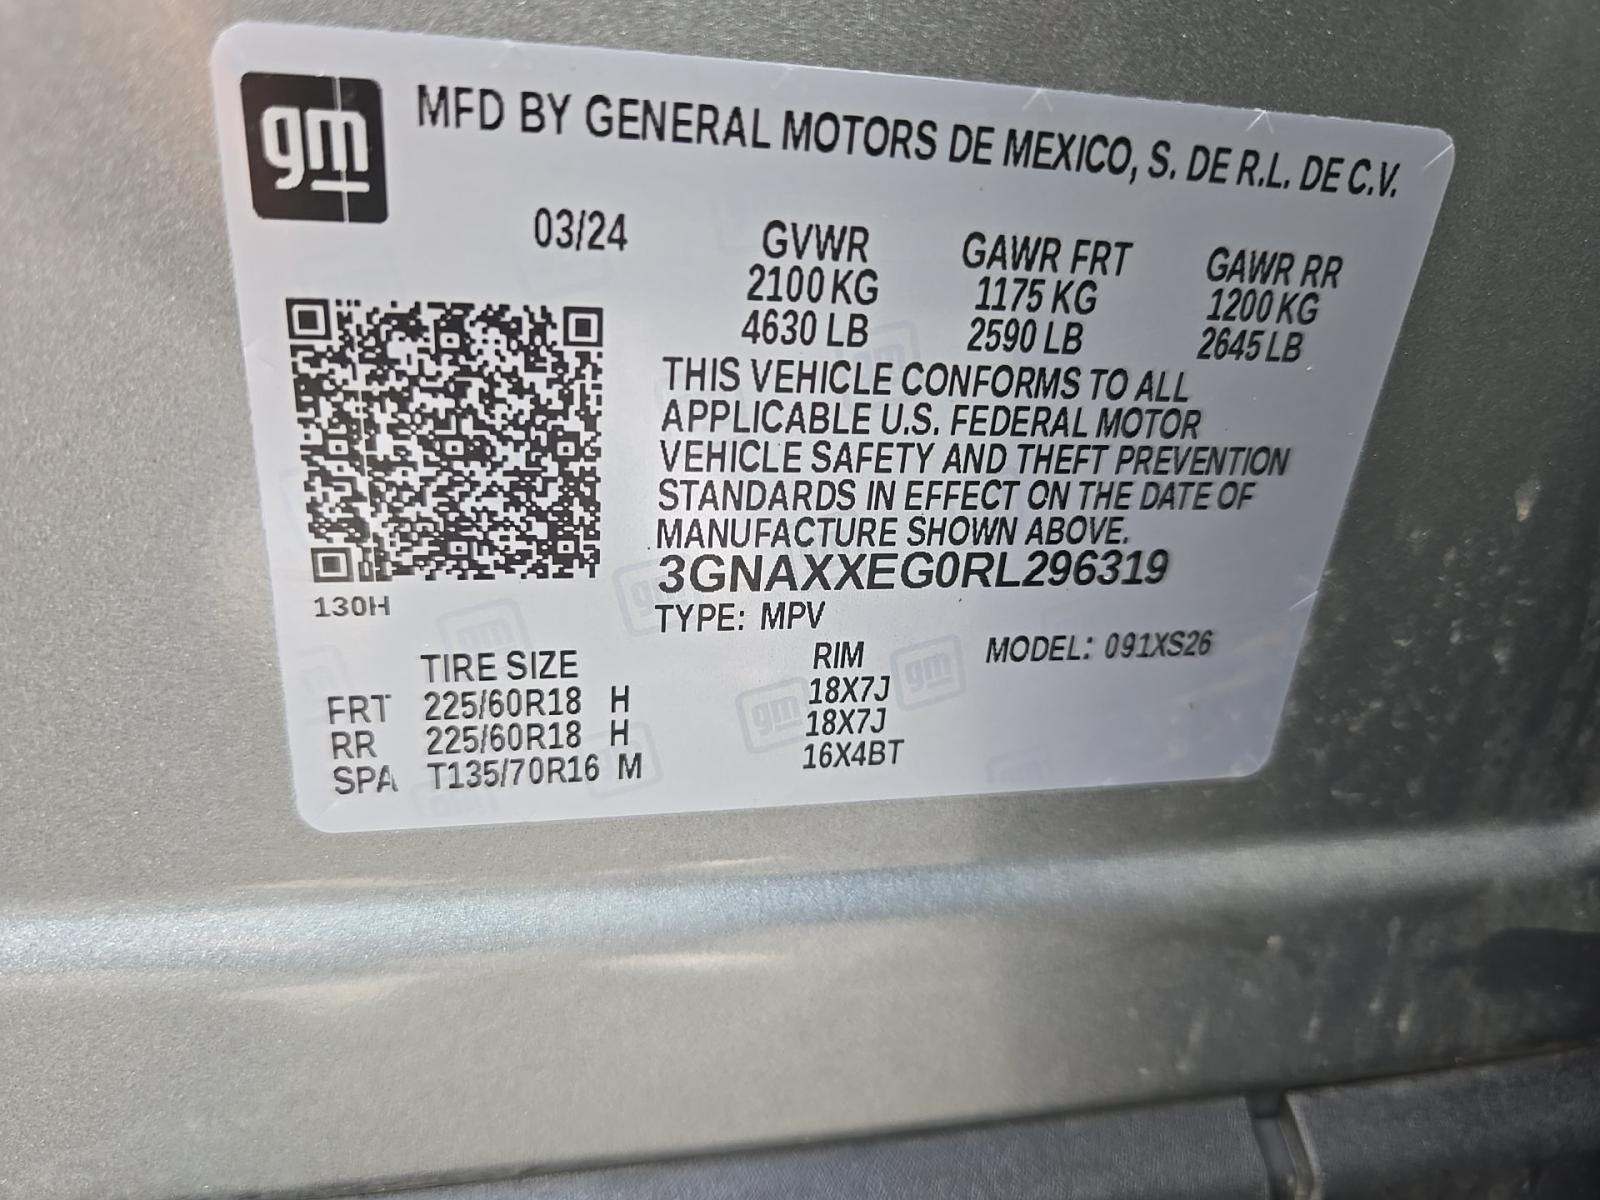 gm
MFD BY GENERAL MOTORS DE MEXICO, S. DE R.L. DE C.V.
03/24 GVWR GAWR FRT GAWR RR
2100 KG 1175 KG 1200 KG
4630 LB 2590 LB 2645 LB
THIS VEHICLE CONFORMS TO ALL
APPLICABLE U.S. FEDERAL MOTOR
VEHICLE SAFETY AND THEFT PREVENTION
STANDARDS IN EFFECT ON THE DATE OF
MANUFACTURE SHOWN ABOVE.
3GNAXXEG0RL296319
130H
TYPE: MPV
TIRE SIZE RIM MODEL: 091XS26
FRT 225/60R18 H 18X7J
RR 225/60R18 H 18X7J
SPA T135/70R16 M 16X4BT